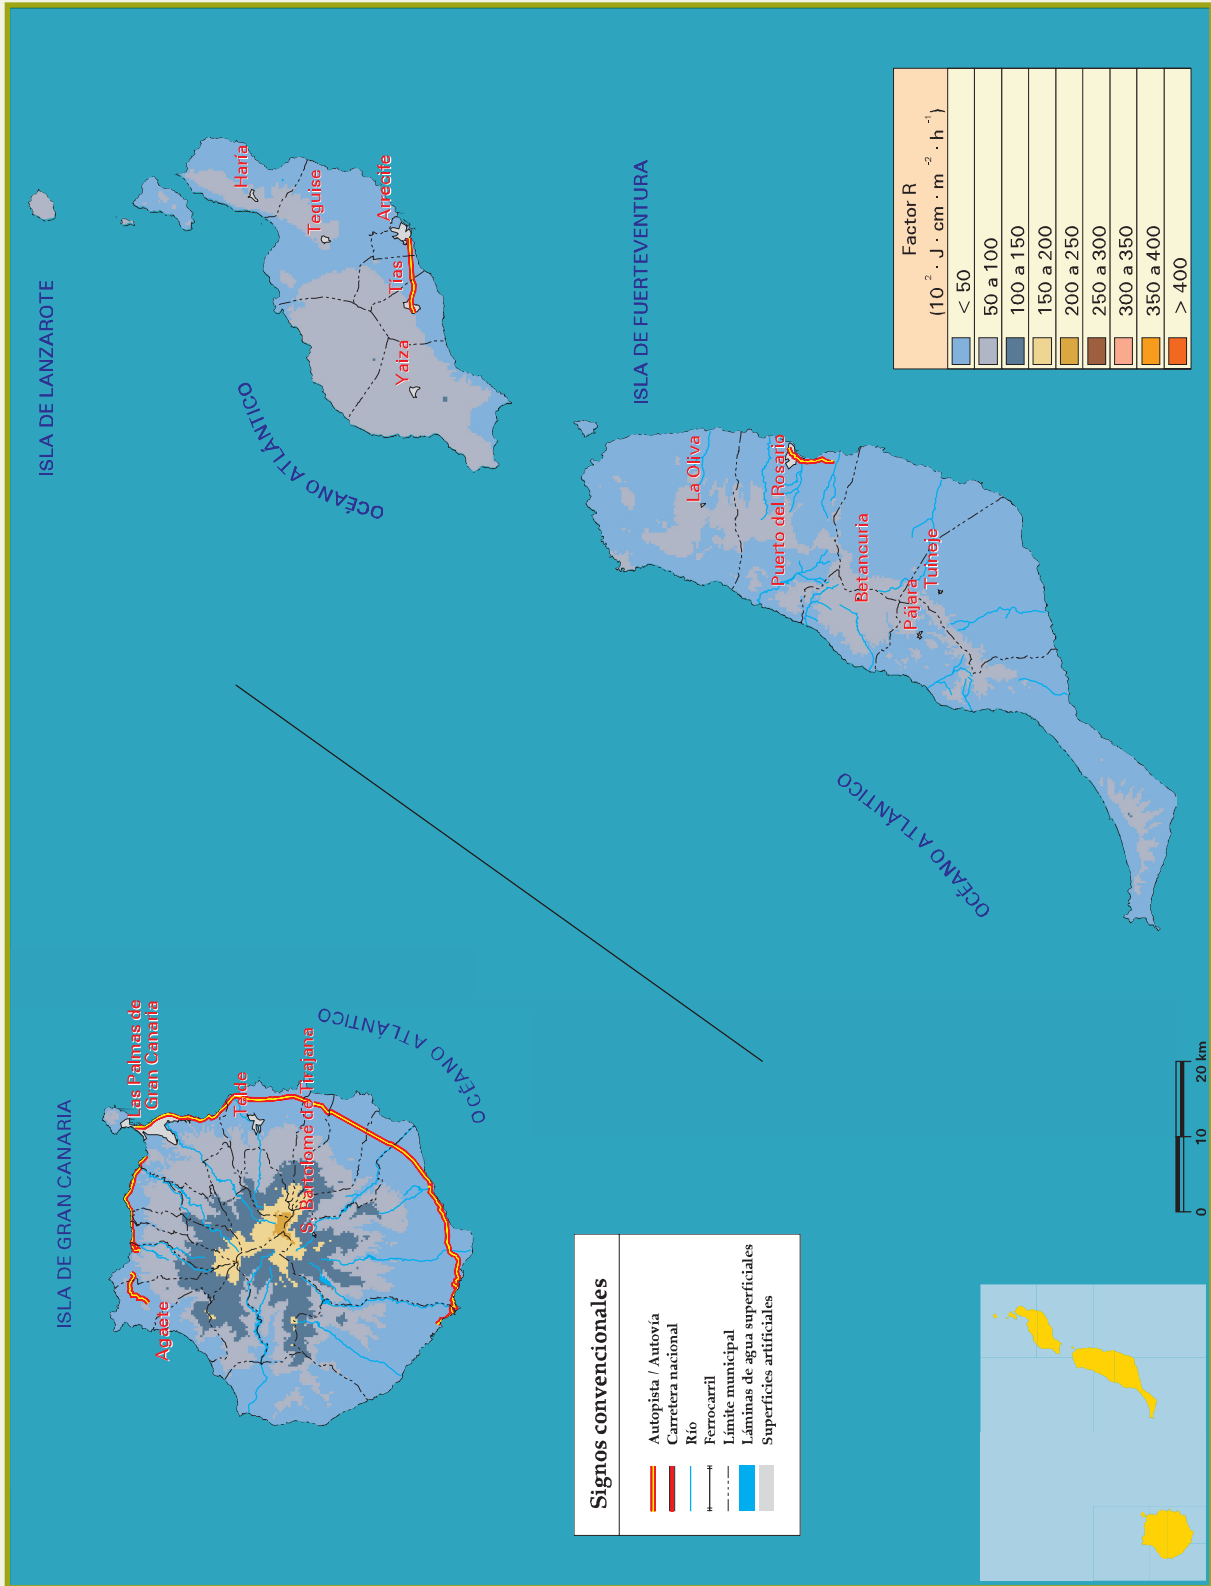 ISLA DE GRAN CANARIA
ISLA DE LANZAROTE
Las Palmas de
Gran Canaria
Agaete
Telde
S. Bartolomé de Tirajana
OCÉANO ATLÁNTICO
Haría
Teguise
Arrecife
Tías
Yaiza
OCÉANO ATLÁNTICO
ISLA DE FUERTEVENTURA
La Oliva
Puerto del Rosario
Betancuria
Pájara
Tuineje
OCÉANO ATLÁNTICO
Signos convencionales
Autopista / Autovía
Carretera nacional
Río
Ferrocarril
Límite municipal
Láminas de agua superficiales
Superficies artificiales
0 10 20 km
Factor R
(10 ² · J · cm · m ⁻² · h ⁻¹)
< 50
50 a 100
100 a 150
150 a 200
200 a 250
250 a 300
300 a 350
350 a 400
> 400